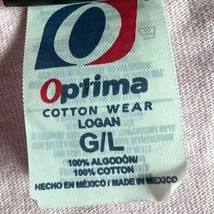 Optima
COTTON WEAR
LOGAN
G/L
100% ALGODÓN/
100% COTTON
HECHO EN MÉXICO / MADE IN MEXICO